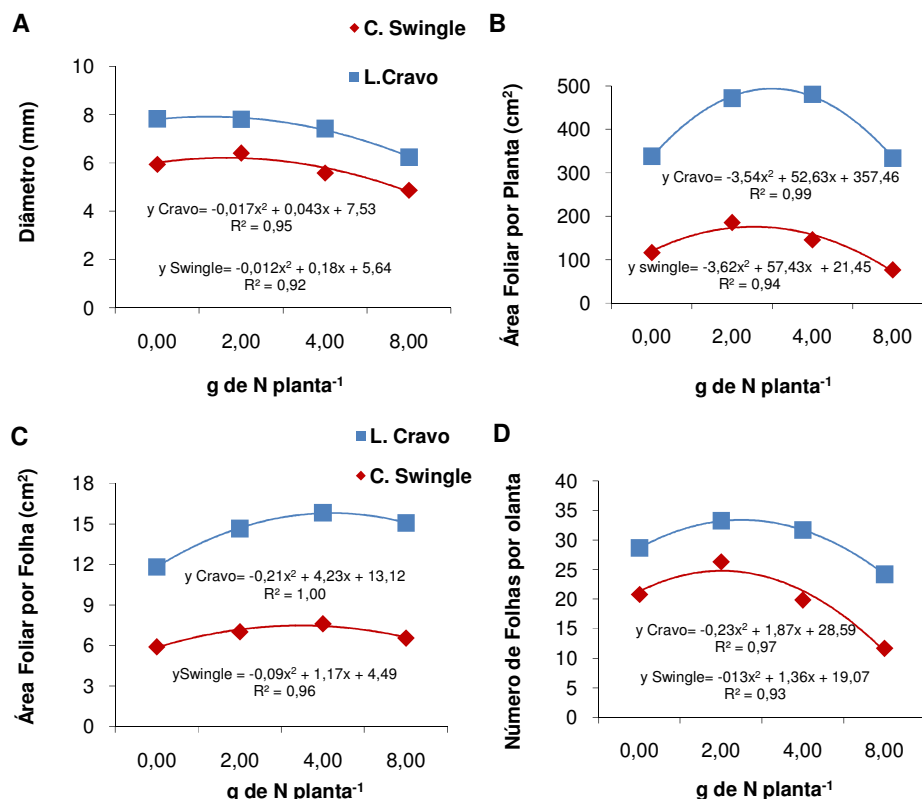 A
C. Swingle
L.Cravo
Diâmetro (mm)
10
8
6
4
2
0
y Cravo= -0,017x² + 0,043x + 7,53
R² = 0,95
y Swingle= -0,012x² + 0,18x + 5,64
R² = 0,92
0,00 2,00 4,00 8,00
g de N planta⁻¹
B
Área Foliar por Planta (cm²)
500
400
300
200
100
0
y Cravo= -3,54x² + 52,63x + 357,46
R² = 0,99
y swingle= -3,62x² + 57,43x + 21,45
R² = 0,94
0,00 2,00 4,00 8,00
g de N planta⁻¹
C
L. Cravo
C. Swingle
Área Foliar por Folha (cm²)
18
15
12
9
6
3
0
y Cravo= -0,21x² + 4,23x + 13,12
R² = 1,00
ySwingle = -0,09x² + 1,17x + 4,49
R² = 0,96
0,00 2,00 4,00 8,00
g de N planta⁻¹
D
Número de Folhas por olanta
40
35
30
25
20
15
10
5
0
y Cravo= -0,23x² + 1,87x + 28,59
R² = 0,97
y Swingle= -013x² + 1,36x + 19,07
R² = 0,93
0,00 2,00 4,00 8,00
g de N planta⁻¹